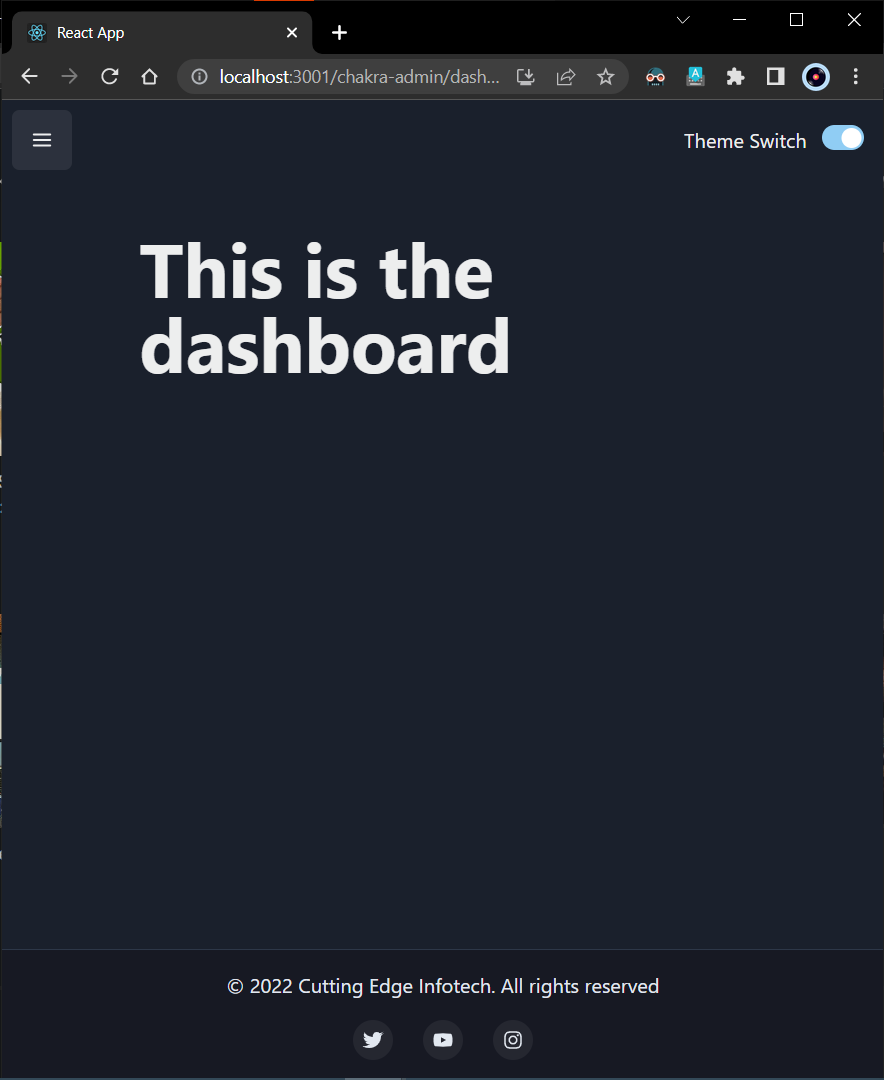 React App
localhost:3001/chakra-admin/dash...
Theme Switch
This is the
dashboard
© 2022 Cutting Edge Infotech. All rights reserved